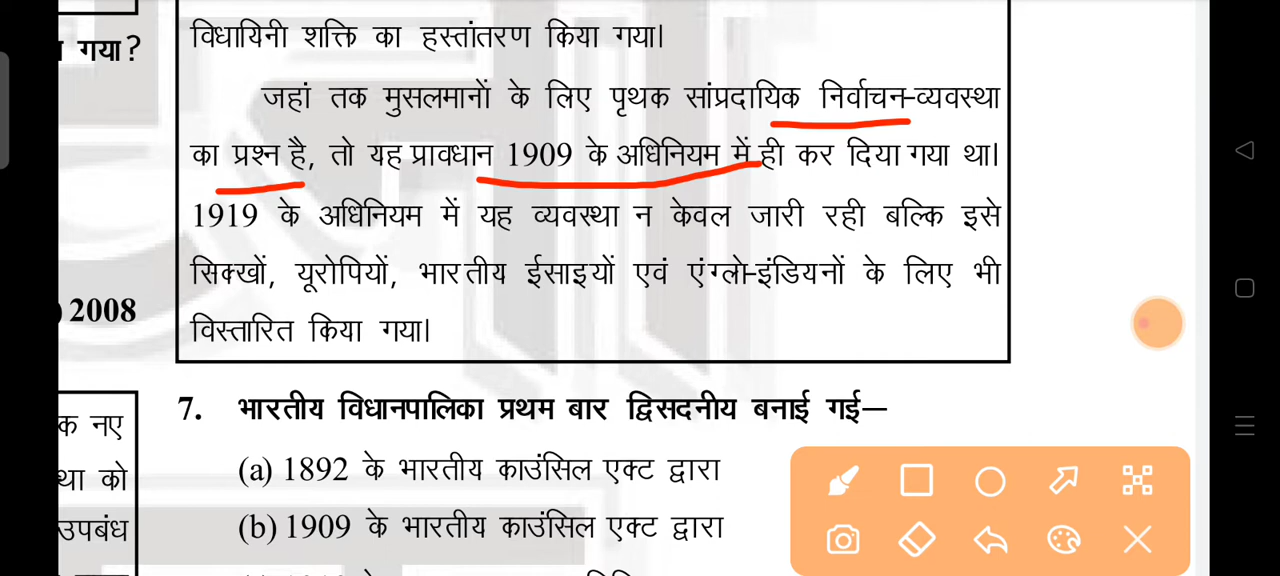 गया?
2008
क नए
था को
उपबंध
विधायिनी शक्ति का हस्तांतरण किया गया।
जहां तक मुसलमानों के लिए पृथक सांप्रदायिक निर्वाचन-व्यवस्था
का प्रश्न है, तो यह प्रावधान 1909 के अधिनियम में ही कर दिया गया था।
1919 के अधिनियम में यह व्यवस्था न केवल जारी रही बल्कि इसे
सिक्खों, यूरोपियों, भारतीय ईसाइयों एवं एंग्लो-इंडियनों के लिए भी
विस्तारित किया गया।
7. भारतीय विधानपालिका प्रथम बार द्विसदनीय बनाई गई—
(a) 1892 के भारतीय काउंसिल एक्ट द्वारा
(b) 1909 के भारतीय काउंसिल एक्ट द्वारा